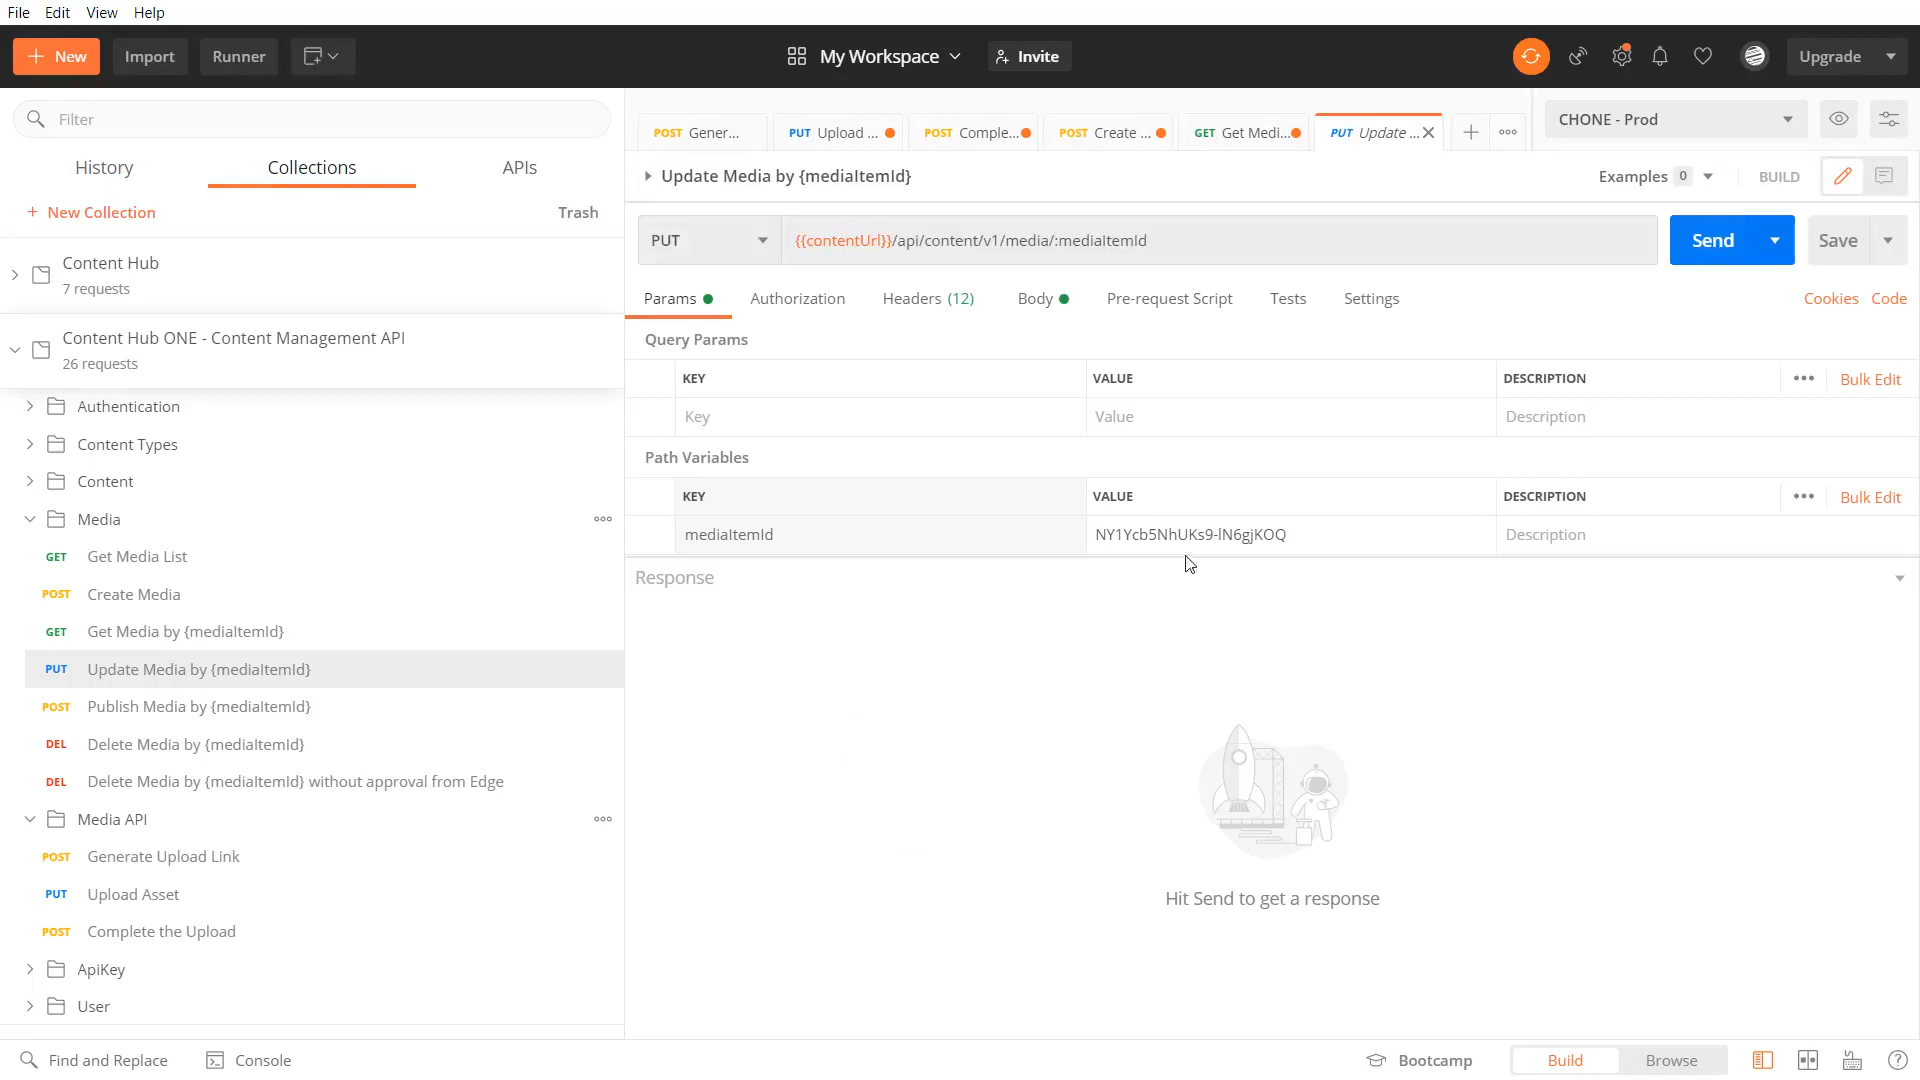 File Edit View Help
New Import Runner My Workspace Invite Upgrade
Filter
History Collections APIs
New Collection Trash
Content Hub
7 requests
Content Hub ONE - Content Management API
26 requests
Authentication
Content Types
Content
Media
GET Get Media List
POST Create Media
GET Get Media by {mediaItemId}
PUT Update Media by {mediaItemId}
POST Publish Media by {mediaItemId}
DEL Delete Media by {mediaItemId}
DEL Delete Media by {mediaItemId} without approval from Edge
Media API
POST Generate Upload Link
PUT Upload Asset
POST Complete the Upload
ApiKey
User
POST Gener... PUT Upload ... POST Comple... POST Create ... GET Get Medi... PUT Update ... CHONE - Prod
Update Media by {mediaItemId} Examples 0 BUILD
PUT {{contentUrl}}/api/content/v1/media/:mediaItemId Send Save
Params Authorization Headers (12) Body Pre-request Script Tests Settings Cookies Code
Query Params
KEY VALUE DESCRIPTION Bulk Edit
Key Value Description
Path Variables
KEY VALUE DESCRIPTION Bulk Edit
mediaItemId NY1Ycb5NhUKs9-lN6gjKOQ Description
Response
Hit Send to get a response
Find and Replace Console Bootcamp Build Browse